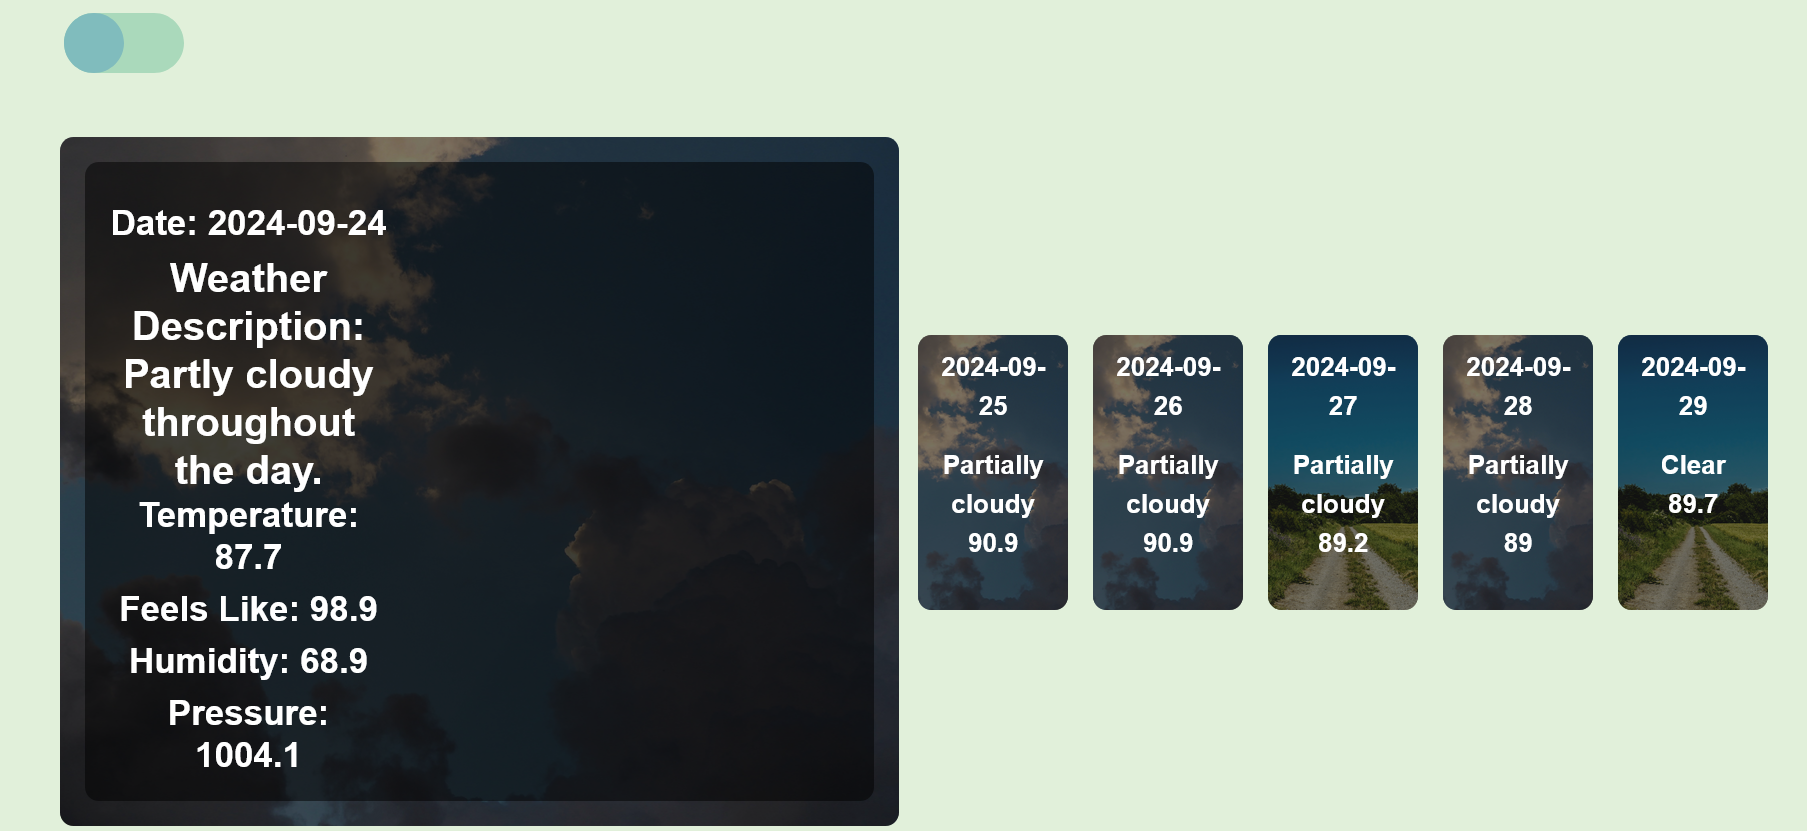 Date: 2024-09-24
Weather
Description:
Partly cloudy
throughout
the day.
Temperature:
87.7
Feels Like: 98.9
Humidity: 68.9
Pressure:
1004.1
2024-09-
25
Partially
cloudy
90.9
2024-09-
26
Partially
cloudy
90.9
2024-09-
27
Partially
cloudy
89.2
2024-09-
28
Partially
cloudy
89
2024-09-
29
Clear
89.7